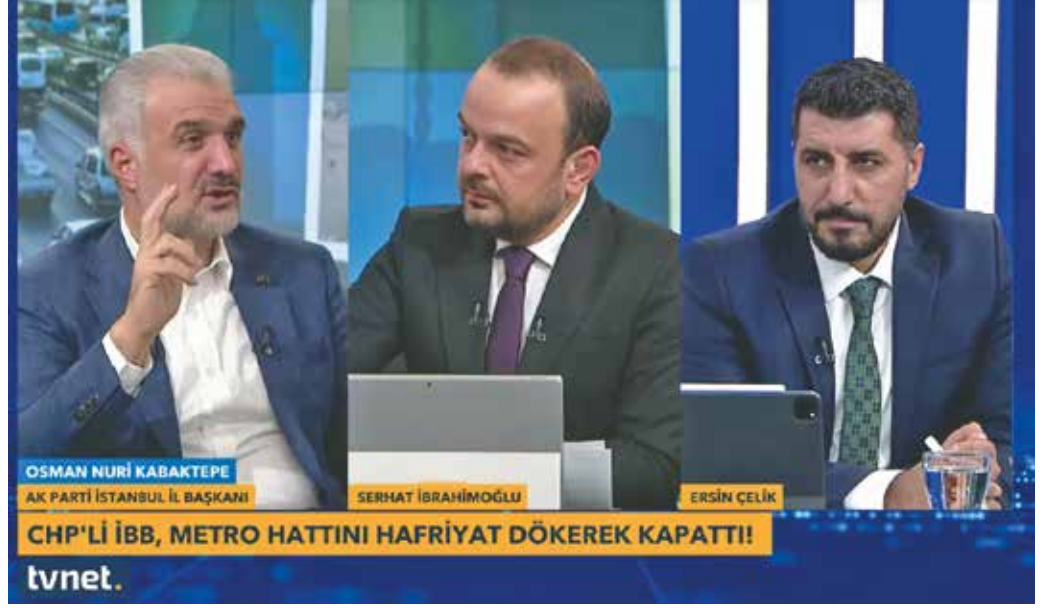 OSMAN NURİ KABAKTEPE
AK PARTİ İSTANBUL İL BAŞKANI
SERHAT İBRAHİMOĞLU
ERSİN ÇELİK
CHP'Lİ İBB, METRO HATTINI HAFRİYAT DÖKEREK KAPATTI!
tvnet.